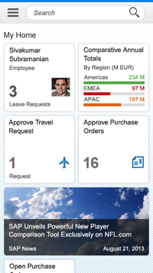 Search
My Home
Sivakumar
Subramanian
Employee
3
Leave Requests
Comparative Annual
Totals
By Region (M EUR)
Americas 234 M
EMEA 97 M
APAC 197 M
Approve Travel
Request
1
Request
Approve Purchase
Orders
16
SAP Unveils Powerful New Player
Comparison Tool Exclusively on NFL.com
SAP News August 21, 2013
Open Purchase